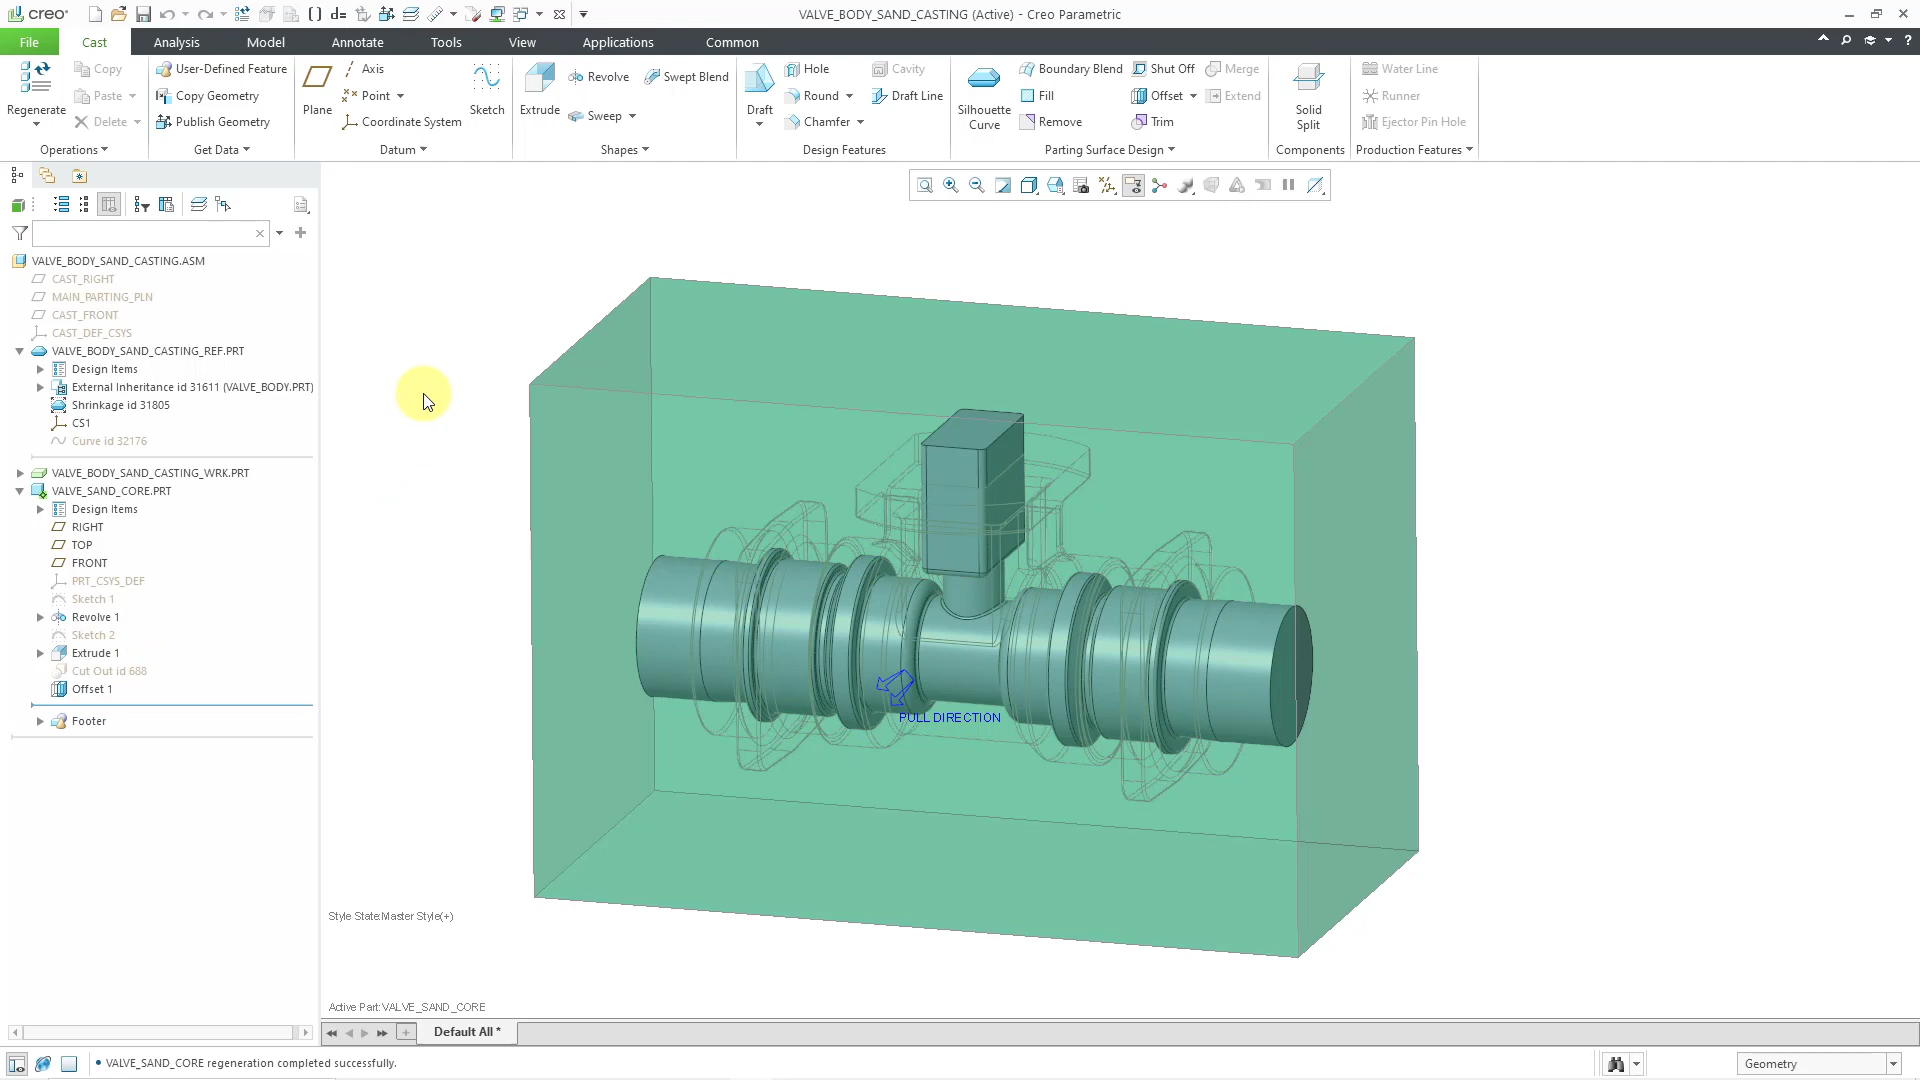 creo
VALVE_BODY_SAND_CASTING (Active) - Creo Parametric
File Cast Analysis Model Annotate Tools View Applications Common
Regenerate
Copy
Paste
Delete
Operations
User-Defined Feature
Copy Geometry
Publish Geometry
Get Data
Plane
Axis
Point
Coordinate System
Sketch
Datum
Extrude
Revolve
Swept Blend
Sweep
Shapes
Draft
Hole
Round
Chamfer
Cavity
Draft Line
Design Features
Silhouette
Curve
Boundary Blend
Fill
Remove
Shut Off
Offset
Trim
Merge
Extend
Parting Surface Design
Solid
Split
Components
Water Line
Runner
Ejector Pin Hole
Production Features
VALVE_BODY_SAND_CASTING.ASM
CAST_RIGHT
MAIN_PARTING_PLN
CAST_FRONT
CAST_DEF_CSYS
VALVE_BODY_SAND_CASTING_REF.PRT
Design Items
External Inheritance id 31611 (VALVE_BODY.PRT)
Shrinkage id 31805
CS1
Curve id 32176
VALVE_BODY_SAND_CASTING_WRK.PRT
VALVE_SAND_CORE.PRT
Design Items
RIGHT
TOP
FRONT
PRT_CSYS_DEF
Sketch 1
Revolve 1
Sketch 2
Extrude 1
Cut Out id 688
Offset 1
Footer
PULL DIRECTION
Style State:Master Style(+)
Active Part:VALVE_SAND_CORE
Default All *
• VALVE_SAND_CORE regeneration completed successfully.
Geometry